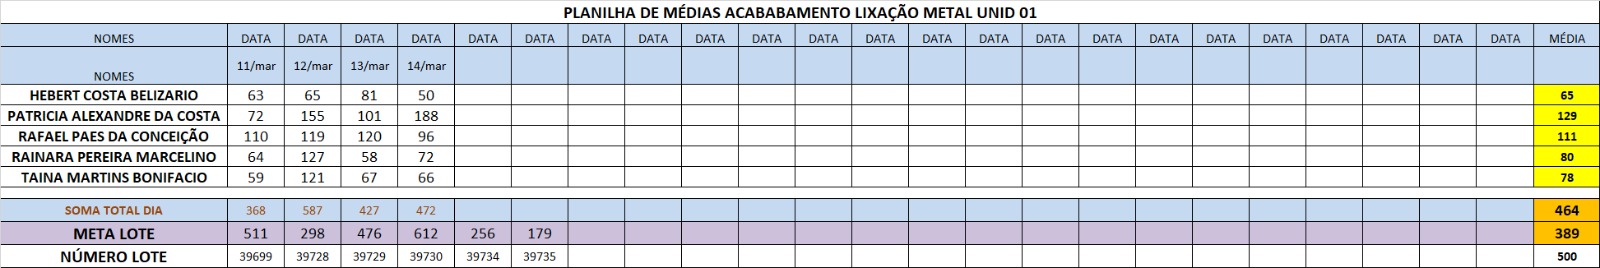 PLANILHA DE MÉDIAS ACABABAMENTO LIXAÇÃO METAL UNID 01
NOMES DATA DATA DATA DATA DATA DATA DATA DATA DATA DATA DATA DATA DATA DATA DATA DATA DATA DATA DATA DATA DATA DATA DATA MÉDIA
NOMES 11/mar 12/mar 13/mar 14/mar
HEBERT COSTA BELIZARIO 63 65 81 50 65
PATRICIA ALEXANDRE DA COSTA 72 155 101 188 129
RAFAEL PAES DA CONCEIÇÃO 110 119 120 96 111
RAINARA PEREIRA MARCELINO 64 127 58 72 80
TAINA MARTINS BONIFACIO 59 121 67 66 78
SOMA TOTAL DIA 368 587 427 472 464
META LOTE 511 298 476 612 256 179 389
NÚMERO LOTE 39699 39728 39729 39730 39734 39735 500